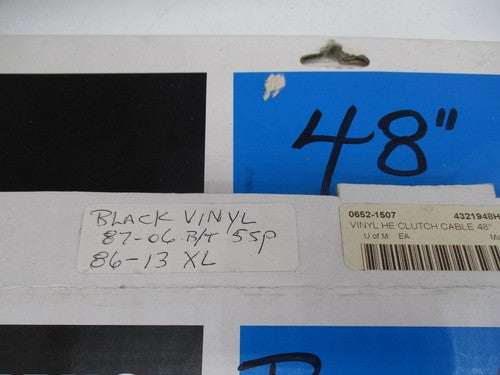 48"
BLACK VINYL
87-06 B/T 5SP
86-13 XL
0652-1507 4321948H
VINYL HE CLUTCH CABLE 48"
U of M: EA